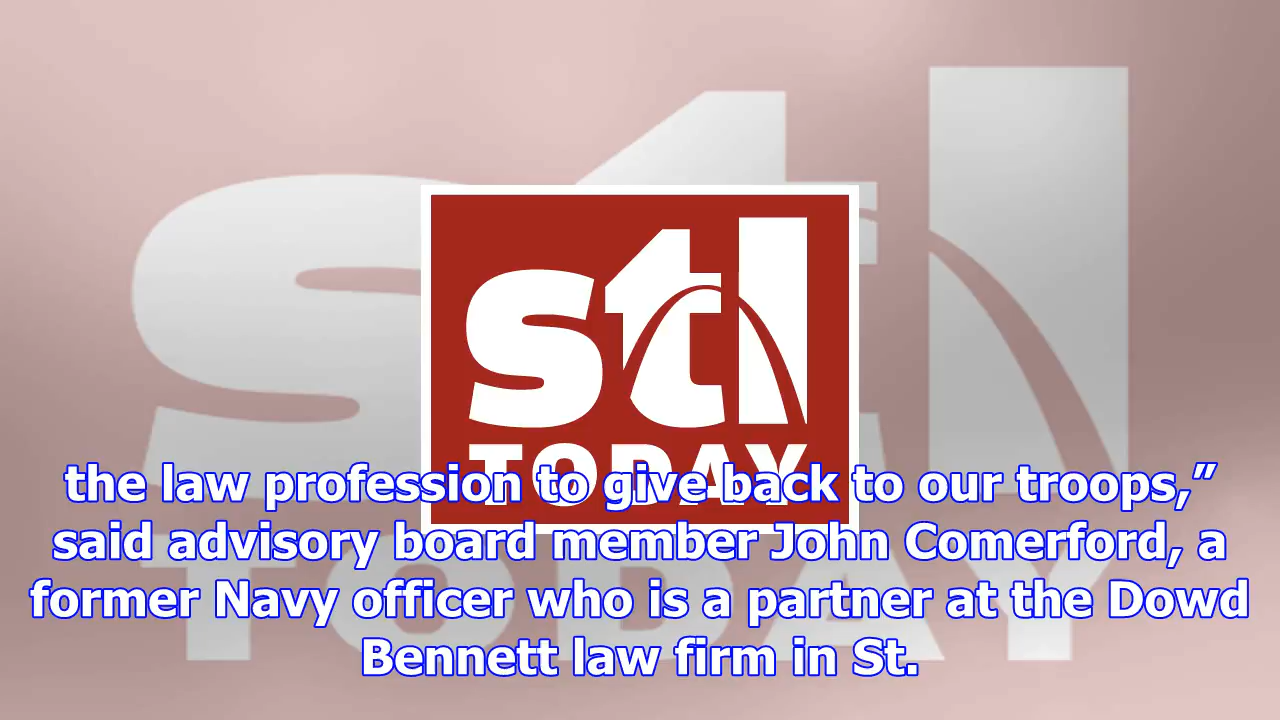 stl
TODAY
the law profession to give back to our troops,”
said advisory board member John Comerford, a
former Navy officer who is a partner at the Dowd
Bennett law firm in St.